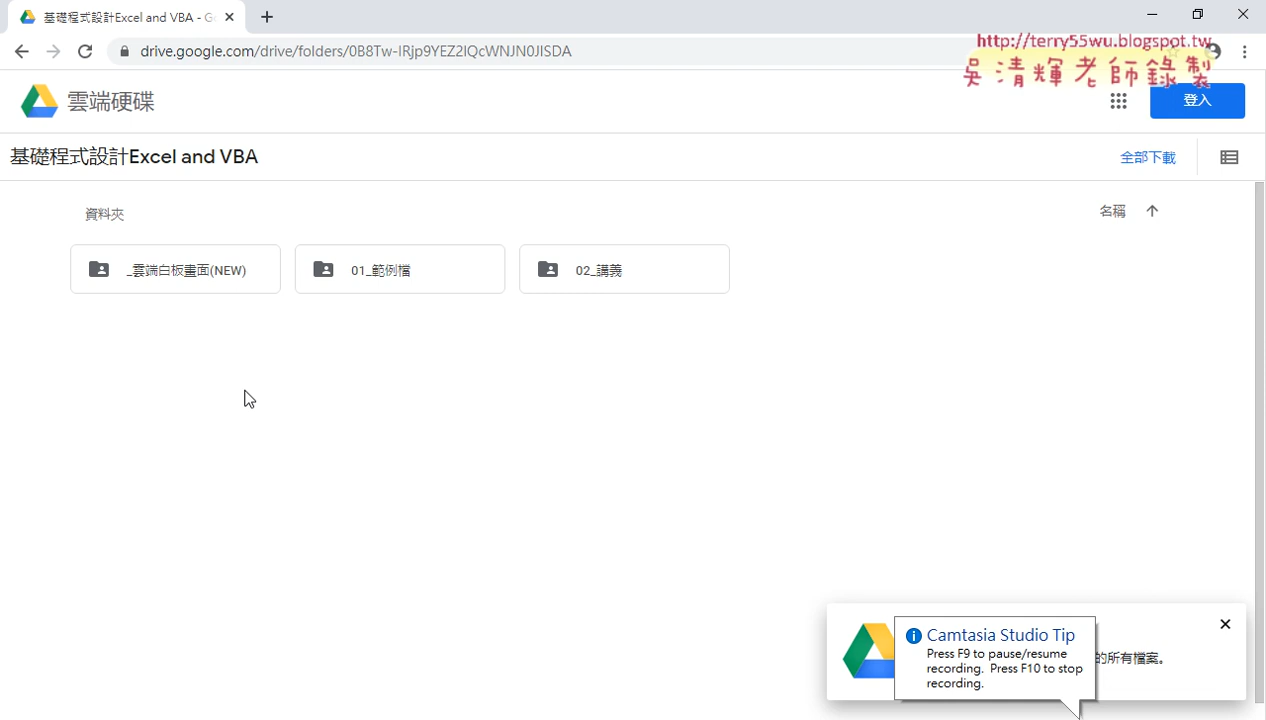 基礎程式設計Excel and VBA - Go
drive.google.com/drive/folders/0B8Tw-IRjp9YEZ2lQcWNJN0JISDA
http://terry55wu.blogspot.tw
吳清輝老師錄製
雲端硬碟
登入
基礎程式設計Excel and VBA
全部下載
資料夾
名稱
_雲端白板畫面(NEW)
01_範例檔
02_講義
Camtasia Studio Tip
Press F9 to pause/resume
recording. Press F10 to stop
recording.
的所有檔案。